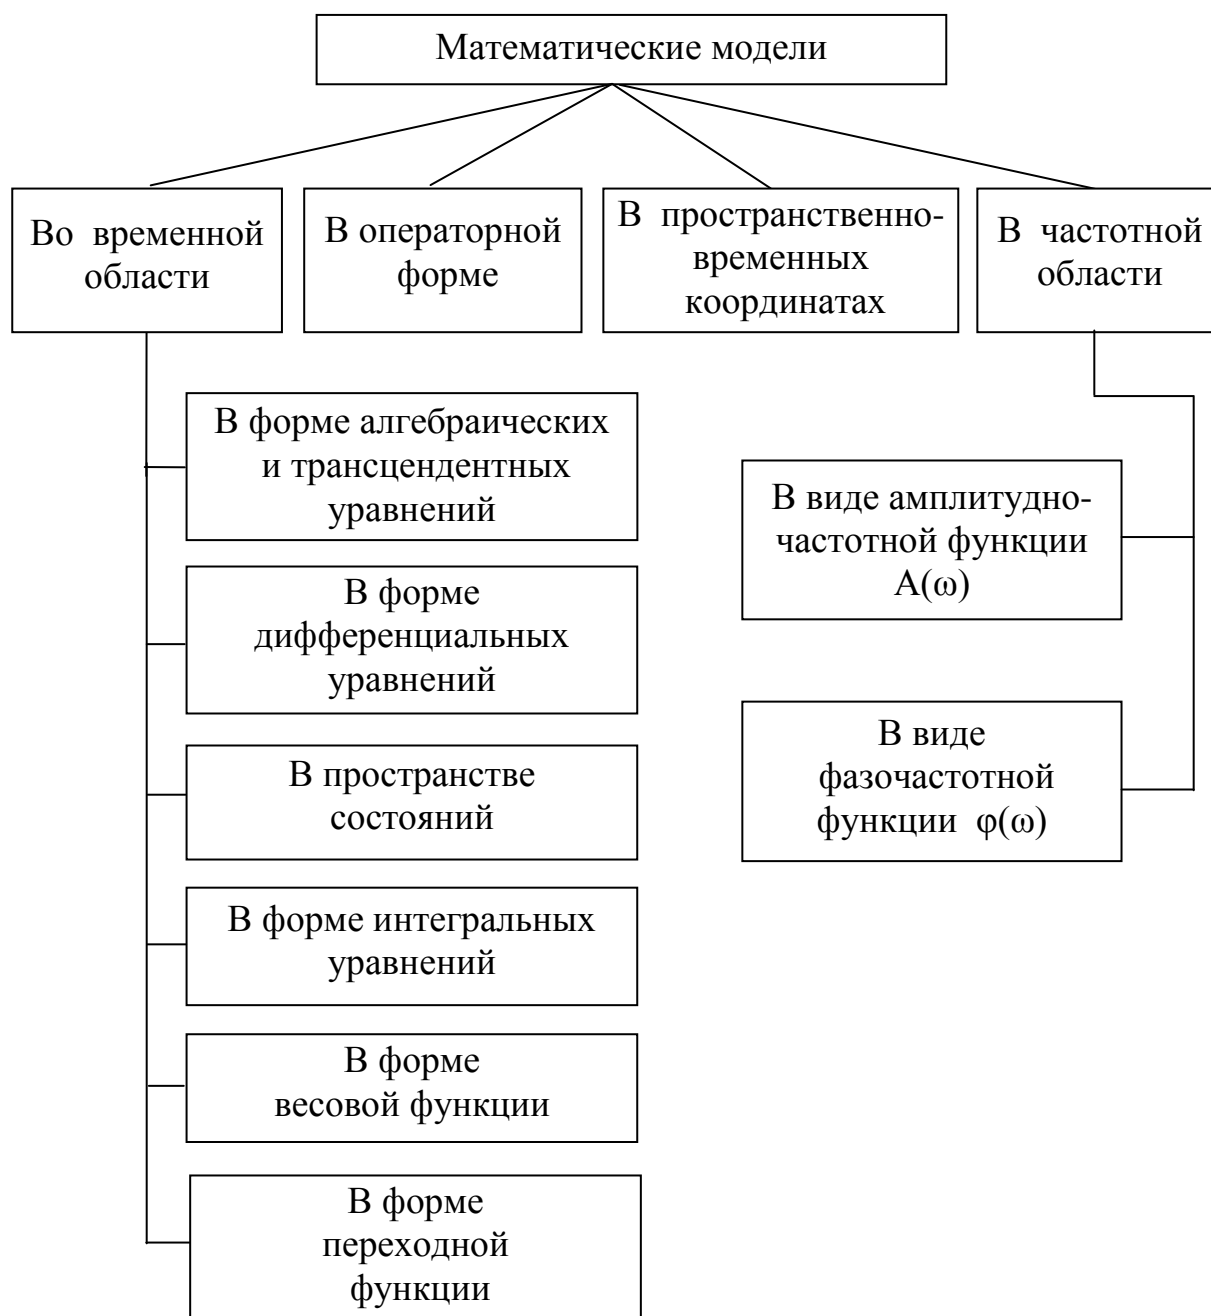 Математические модели
Во временной
области
В операторной
форме
В пространственно-
временных
координатах
В частотной
области
В форме алгебраических
и трансцендентных
уравнений
В форме
дифференциальных
уравнений
В пространстве
состояний
В форме интегральных
уравнений
В форме
весовой функции
В форме
переходной
функции
В виде амплитудно-
частотной функции
А(ω)
В виде
фазочастотной
функции φ(ω)